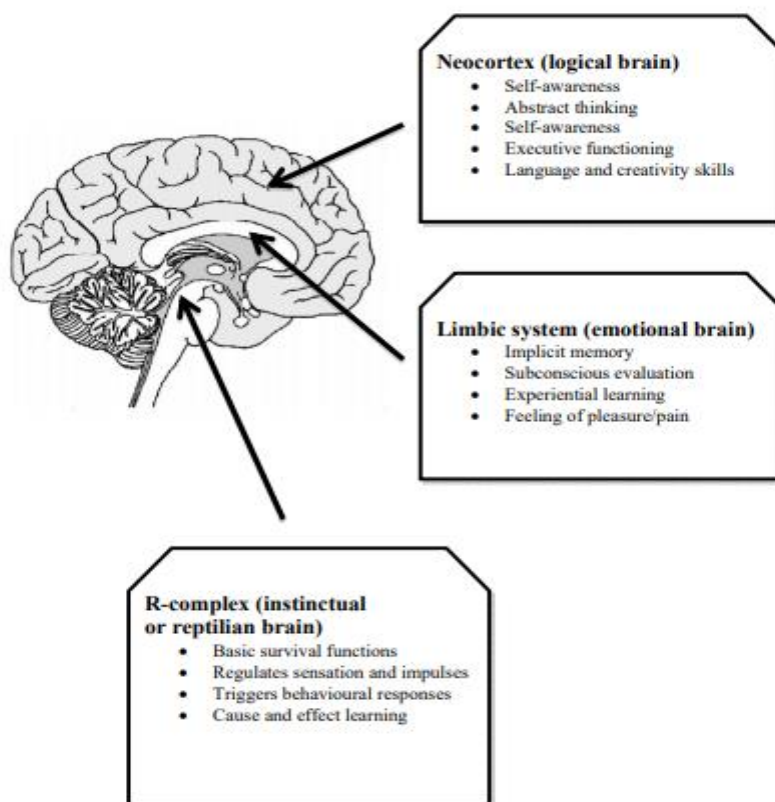 Neocortex (logical brain)
• Self-awareness
• Abstract thinking
• Self-awareness
• Executive functioning
• Language and creativity skills
Limbic system (emotional brain)
• Implicit memory
• Subconscious evaluation
• Experiential learning
• Feeling of pleasure/pain
R-complex (instinctual
or reptilian brain)
• Basic survival functions
• Regulates sensation and impulses
• Triggers behavioural responses
• Cause and effect learning